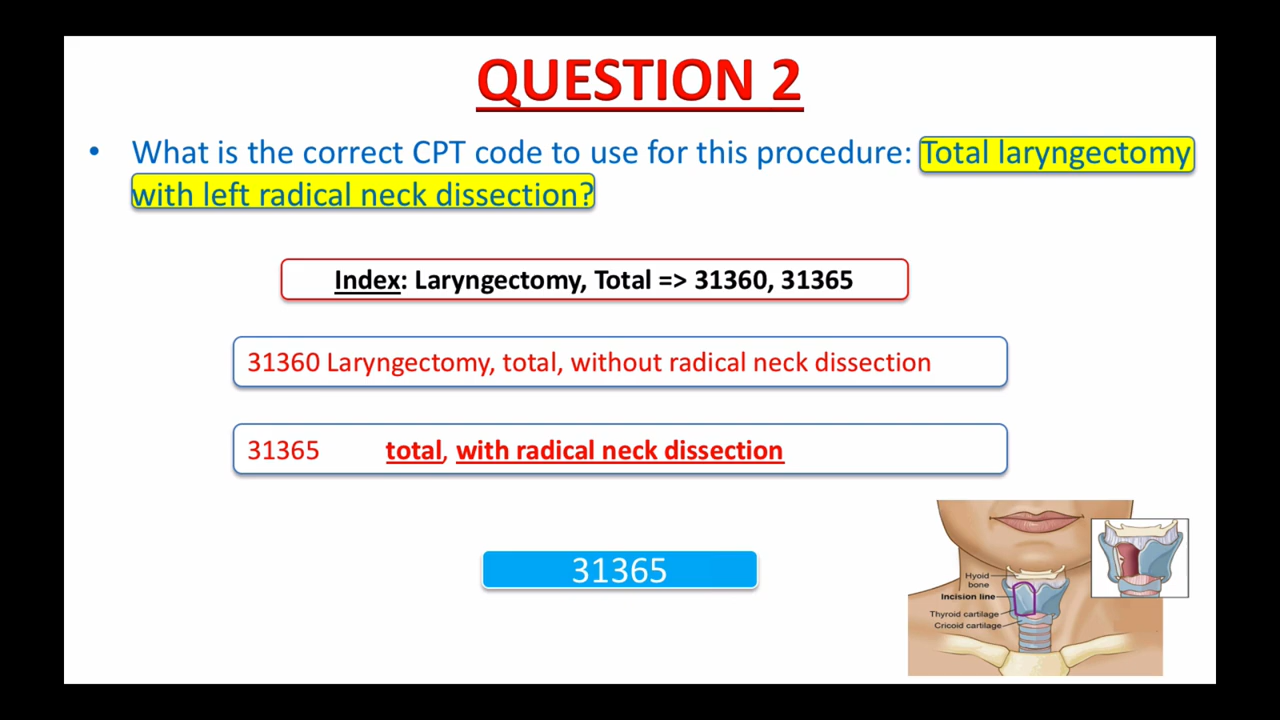 QUESTION 2
• What is the correct CPT code to use for this procedure: Total laryngectomy
with left radical neck dissection?
Index: Laryngectomy, Total => 31360, 31365
31360 Laryngectomy, total, without radical neck dissection
31365 total, with radical neck dissection
31365
Hyoid
bone
Incision line
Thyroid cartilage
Cricoid cartilage